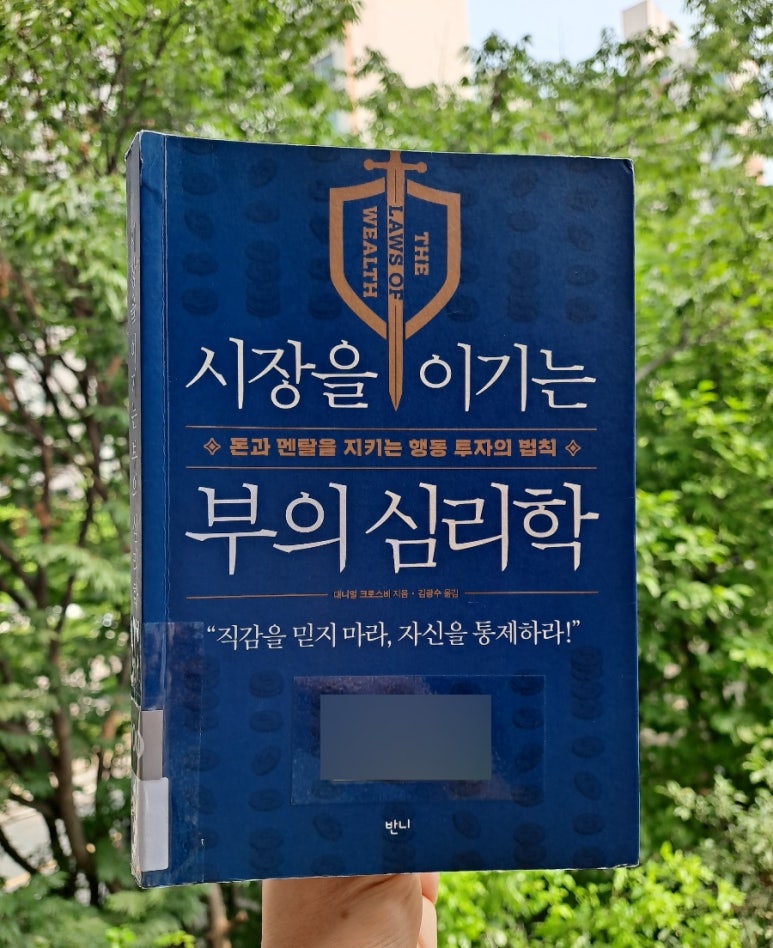 THE
LAWS OF
WEALTH
시장을 이기는
돈과 멘탈을 지키는 행동 투자의 법칙
부의 심리학
대니얼 크로스비 지음 · 김광수 옮김
“직감을 믿지 마라, 자신을 통제하라!”
반니